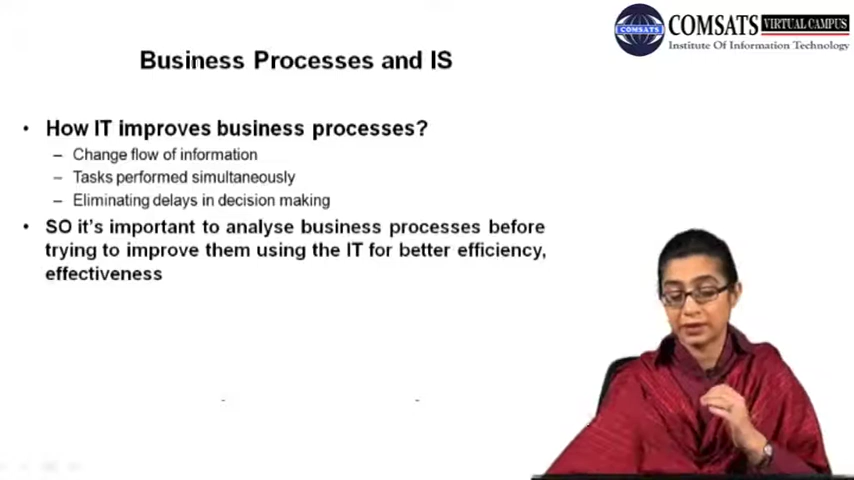 COMSATS VIRTUAL CAMPUS
Institute Of Information Technology
COMSATS
Business Processes and IS
• How IT improves business processes?
– Change flow of information
– Tasks performed simultaneously
– Eliminating delays in decision making
• SO it's important to analyse business processes before
trying to improve them using the IT for better efficiency,
effectiveness